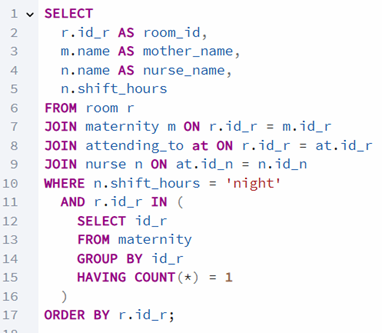 1 SELECT
2 r.id_r AS room_id,
3 m.name AS mother_name,
4 n.name AS nurse_name,
5 n.shift_hours
6 FROM room r
7 JOIN maternity m ON r.id_r = m.id_r
8 JOIN attending_to at ON r.id_r = at.id_r
9 JOIN nurse n ON at.id_n = n.id_n
10 WHERE n.shift_hours = 'night'
11 AND r.id_r IN (
12 SELECT id_r
13 FROM maternity
14 GROUP BY id_r
15 HAVING COUNT(*) = 1
16 )
17 ORDER BY r.id_r;